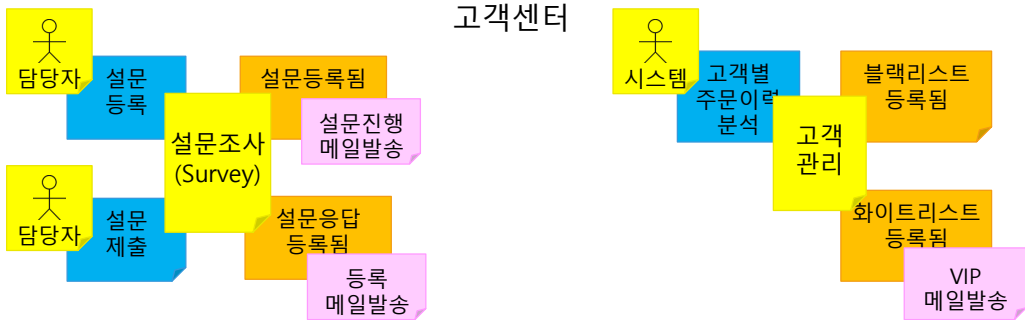 고객센터
담당자
설문
등록
설문등록됨
설문진행
메일발송
설문조사
(Survey)
담당자
설문
제출
설문응답
등록됨
등록
메일발송
시스템
고객별
주문이력
분석
고객
관리
블랙리스트
등록됨
화이트리스트
등록됨
VIP
메일발송